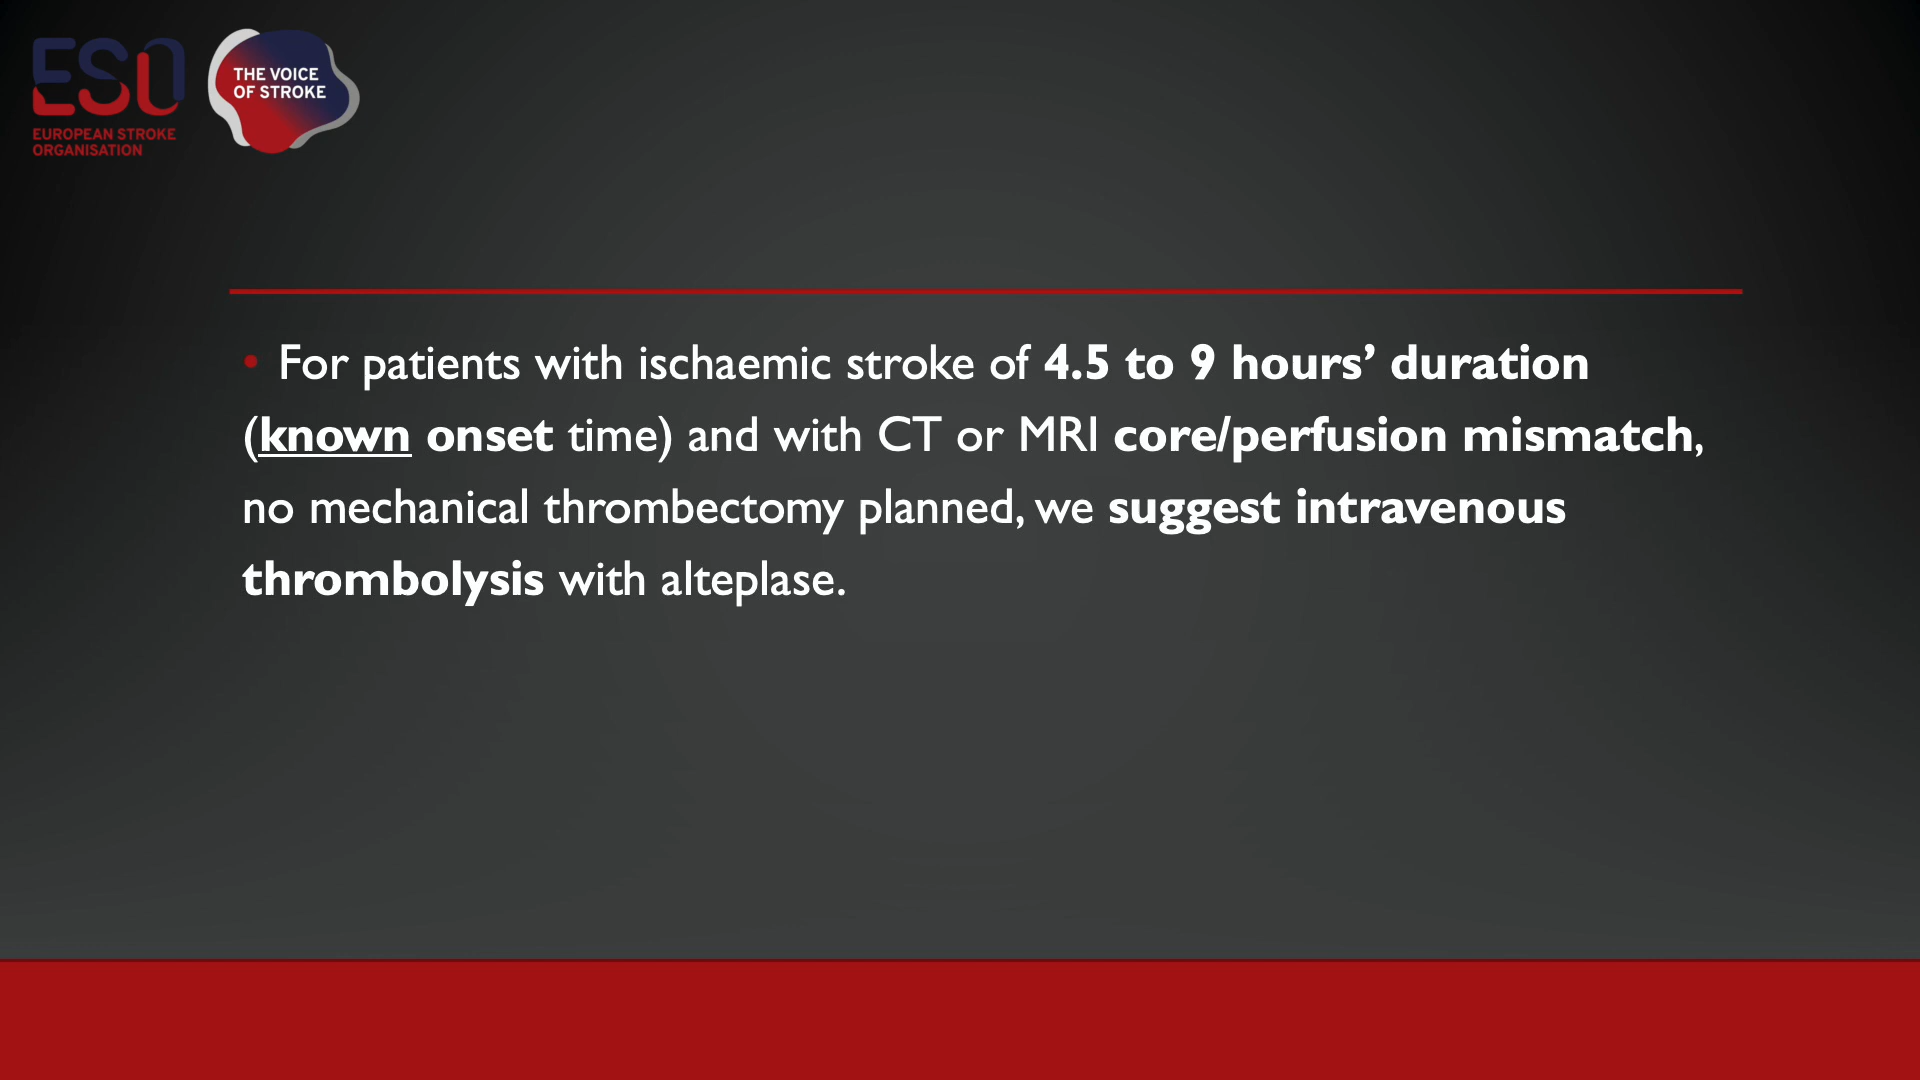 ESO
EUROPEAN STROKE
ORGANISATION
THE VOICE
OF STROKE
• For patients with ischaemic stroke of 4.5 to 9 hours’ duration
(known onset time) and with CT or MRI core/perfusion mismatch,
no mechanical thrombectomy planned, we suggest intravenous
thrombolysis with alteplase.